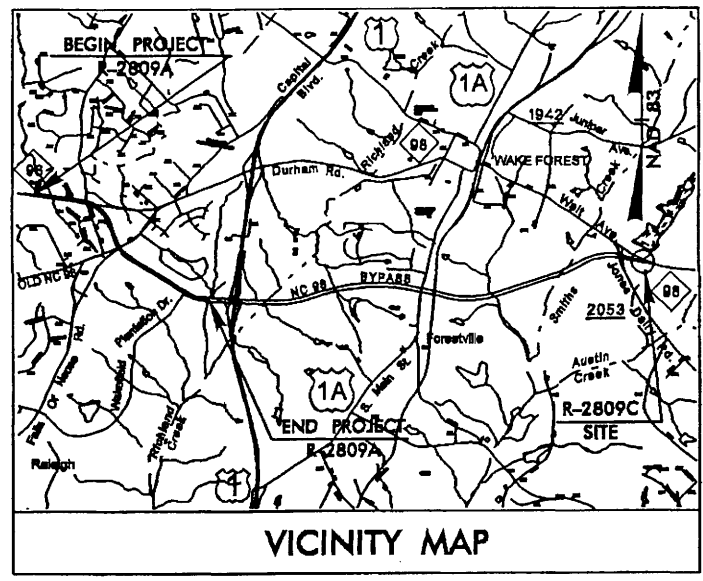 BEGIN PROJECT
R-2809A
1
Creek
1A
Capital
Blvd.
1942
Juniper
Ave.
NAD 83
98
Richland
98
WAKE FOREST
Durham Rd.
Creek
Wait Ave.
OLD NC 98
NC 98 BYPASS
Jones Dairy Rd.
98
Smiths
2053
Plantation Dr.
Forestville
Falls Of Neuse Rd.
Wakefield
Austin
Creek
1A
S. Main St.
Richland
Creek
END PROJECT
R-2809A
R-2809C
SITE
Raleigh
1
VICINITY MAP